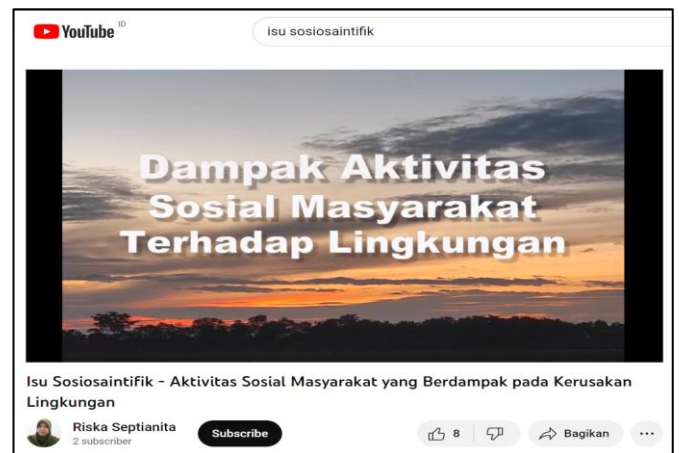 YouTube ID
isu sosiosaintifik
Dampak Aktivitas
Sosial Masyarakat
Terhadap Lingkungan
Isu Sosiosaintifik - Aktivitas Sosial Masyarakat yang Berdampak pada Kerusakan
Lingkungan
Riska Septianita
2 subscriber
Subscribe
8
Bagikan